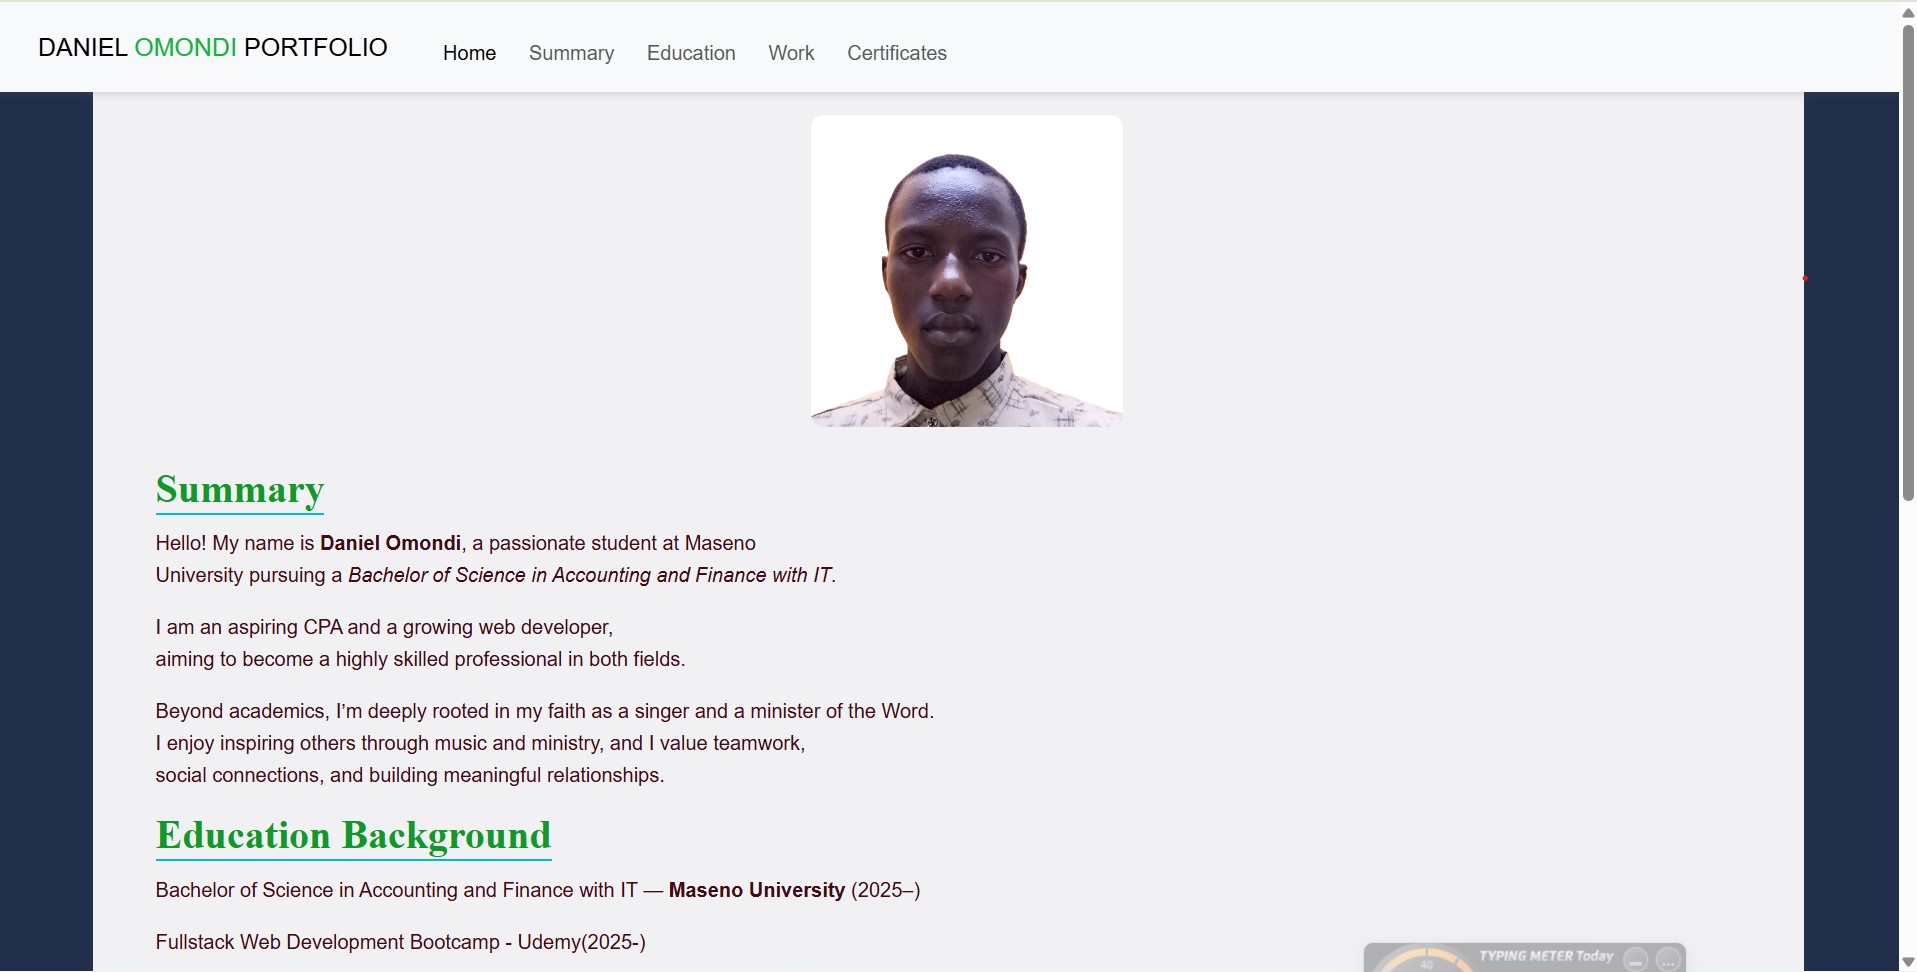 DANIEL OMONDI PORTFOLIO
Home Summary Education Work Certificates
Summary
Hello! My name is Daniel Omondi, a passionate student at Maseno
University pursuing a Bachelor of Science in Accounting and Finance with IT.
I am an aspiring CPA and a growing web developer,
aiming to become a highly skilled professional in both fields.
Beyond academics, I’m deeply rooted in my faith as a singer and a minister of the Word.
I enjoy inspiring others through music and ministry, and I value teamwork,
social connections, and building meaningful relationships.
Education Background
Bachelor of Science in Accounting and Finance with IT — Maseno University (2025–)
Fullstack Web Development Bootcamp - Udemy(2025-)
TYPING METER Today
40